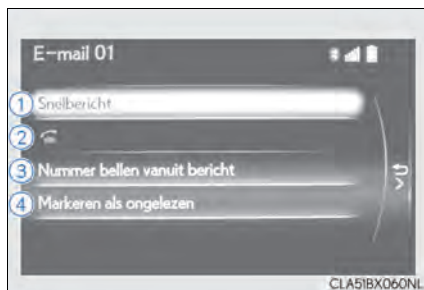 E-mail 01
1 Snelbericht
2
3 Nummer bellen vanuit bericht
4 Markeren als ongelezen
CLA51BX060NL